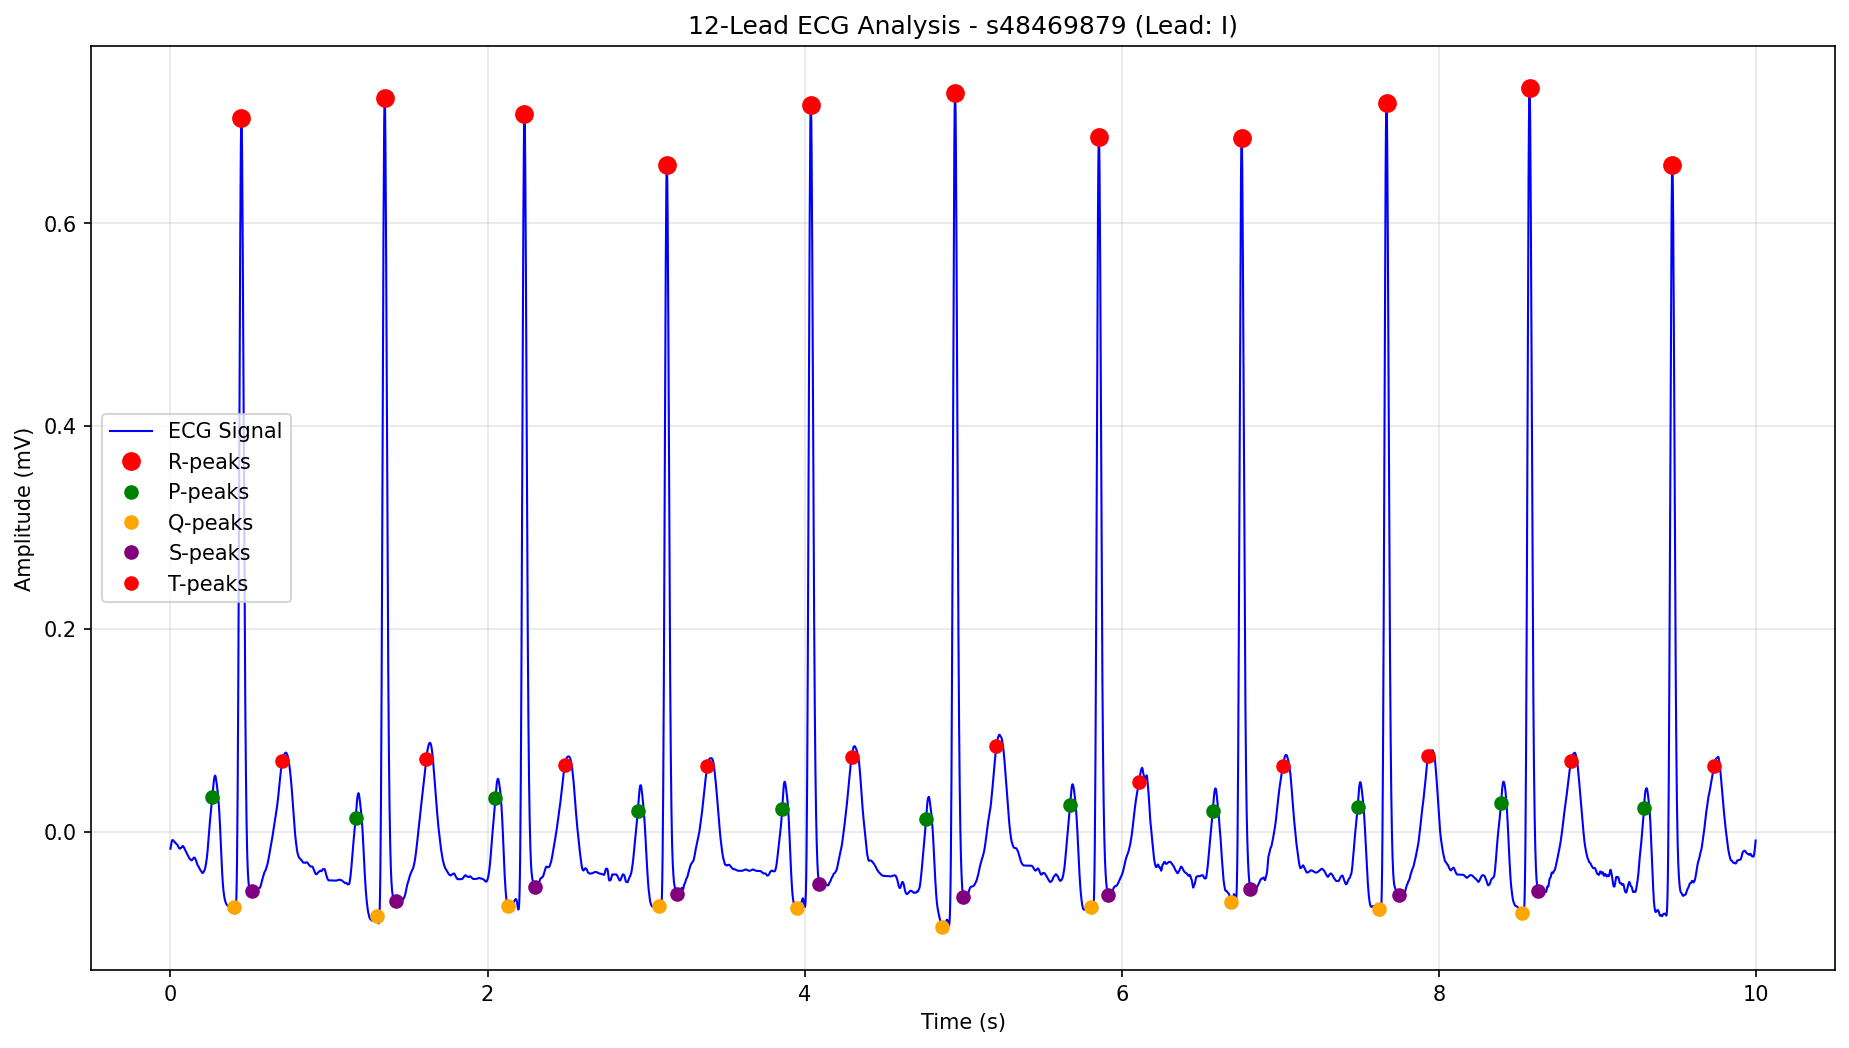 12-Lead ECG Analysis - s48469879 (Lead: I)
Amplitude (mV)
0.6
0.4
0.2
0.0
ECG Signal
R-peaks
P-peaks
Q-peaks
S-peaks
T-peaks
0 2 4 6 8 10
Time (s)